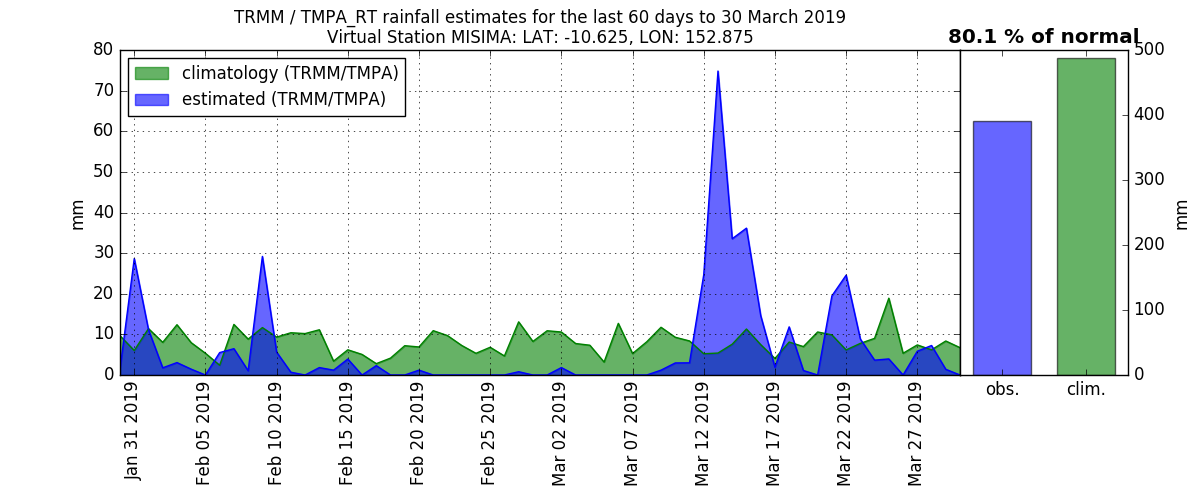 TRMM / TMPA_RT rainfall estimates for the last 60 days to 30 March 2019
Virtual Station MISIMA: LAT: -10.625, LON: 152.875
80.1 % of normal
climatology (TRMM/TMPA)
estimated (TRMM/TMPA)
mm
80
70
60
50
40
30
20
10
0
Jan 31 2019
Feb 05 2019
Feb 10 2019
Feb 15 2019
Feb 20 2019
Feb 25 2019
Mar 02 2019
Mar 07 2019
Mar 12 2019
Mar 17 2019
Mar 22 2019
Mar 27 2019
obs.
clim.
500
400
300
200
100
0
mm